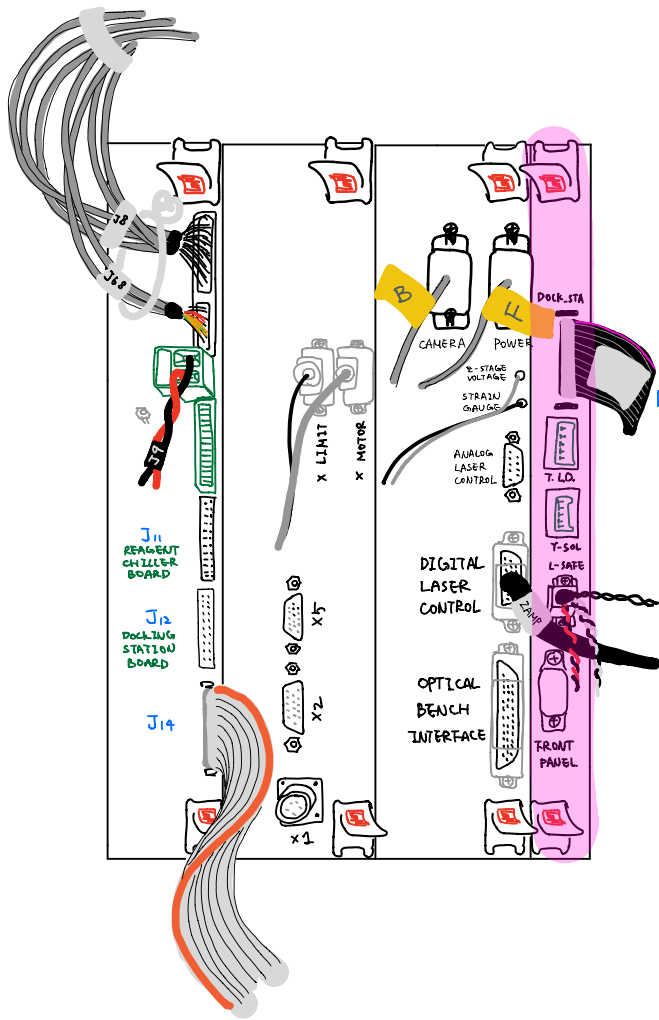 J8
J68
J9
J11
REAGENT
CHILLER
BOARD
J12
DOCKING
STATION
BOARD
J14
X LIMIT
X MOTOR
X5
X2
X1
B
F
CAMERA
POWER
Z-STAGE
VOLTAGE
STRAIN
GAUGE
ANALOG
LASER
CONTROL
DIGITAL
LASER
CONTROL
ZAMP
OPTICAL
BENCH
INTERFACE
DOCK_STA
T. L.D.
T-SOL
L-SAFE
FRONT
PANEL